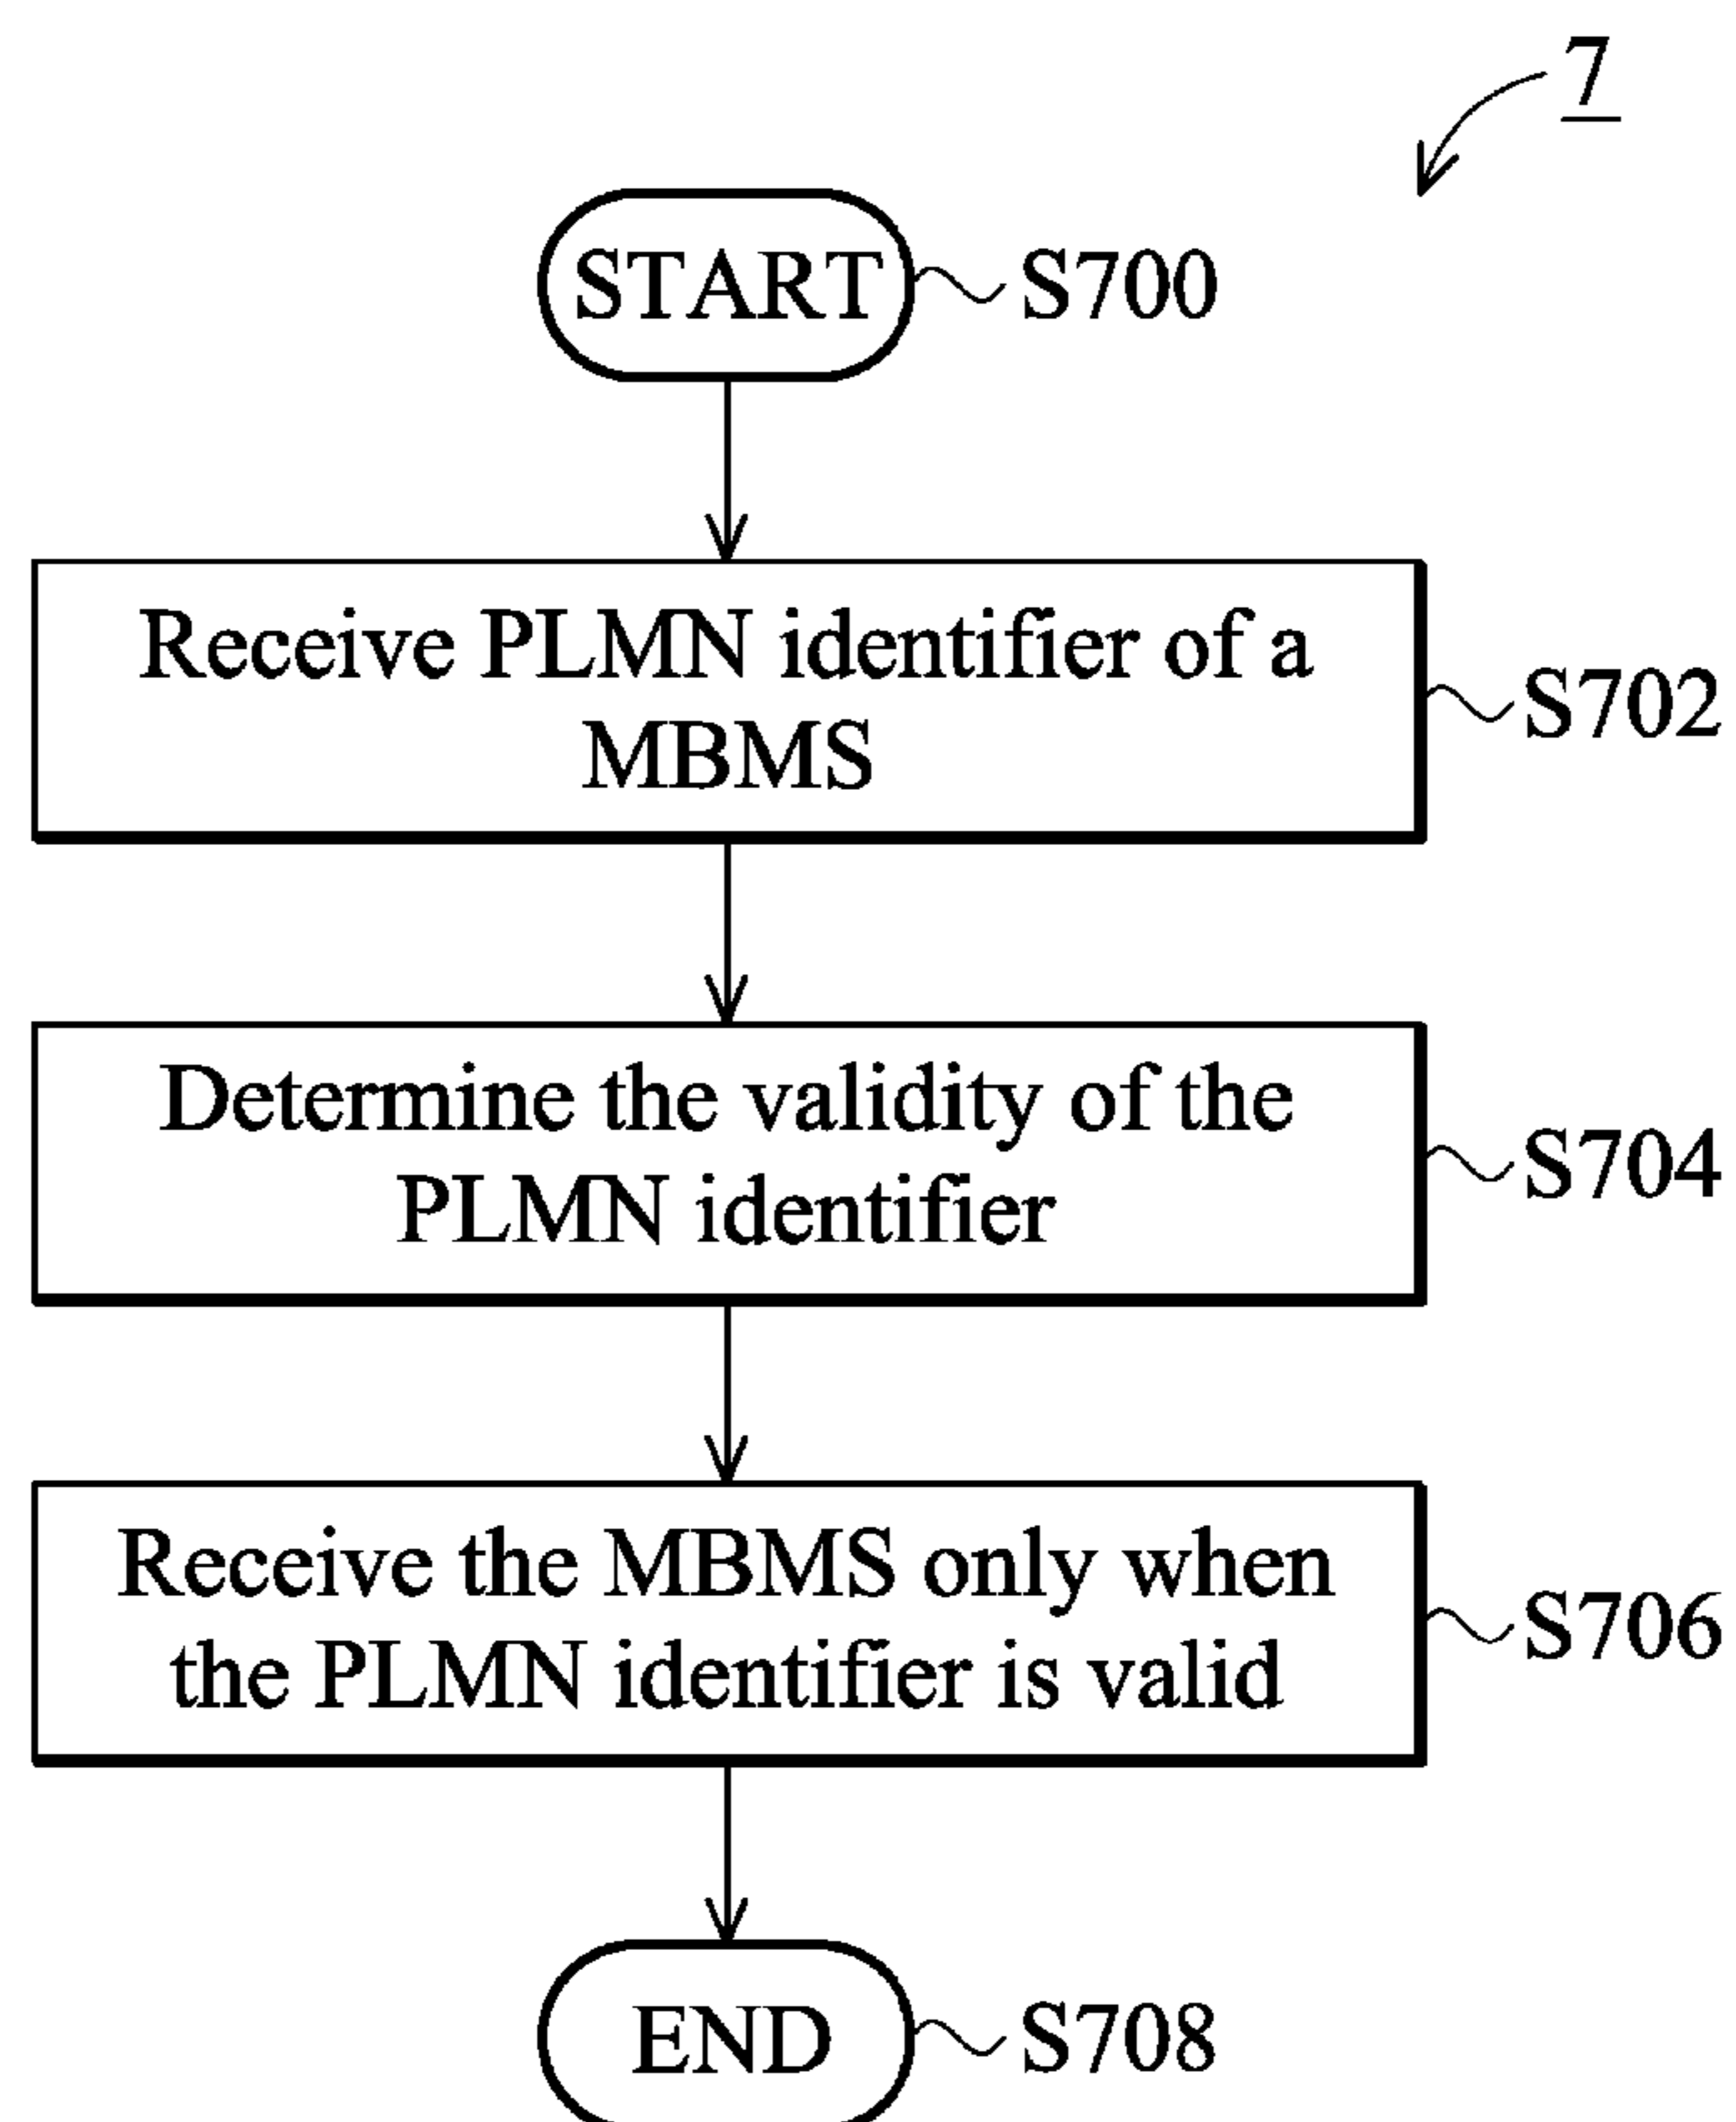 7
START
S700
Receive PLMN identifier of a
MBMS
S702
Determine the validity of the
PLMN identifier
S704
Receive the MBMS only when
the PLMN identifier is valid
S706
END
S708